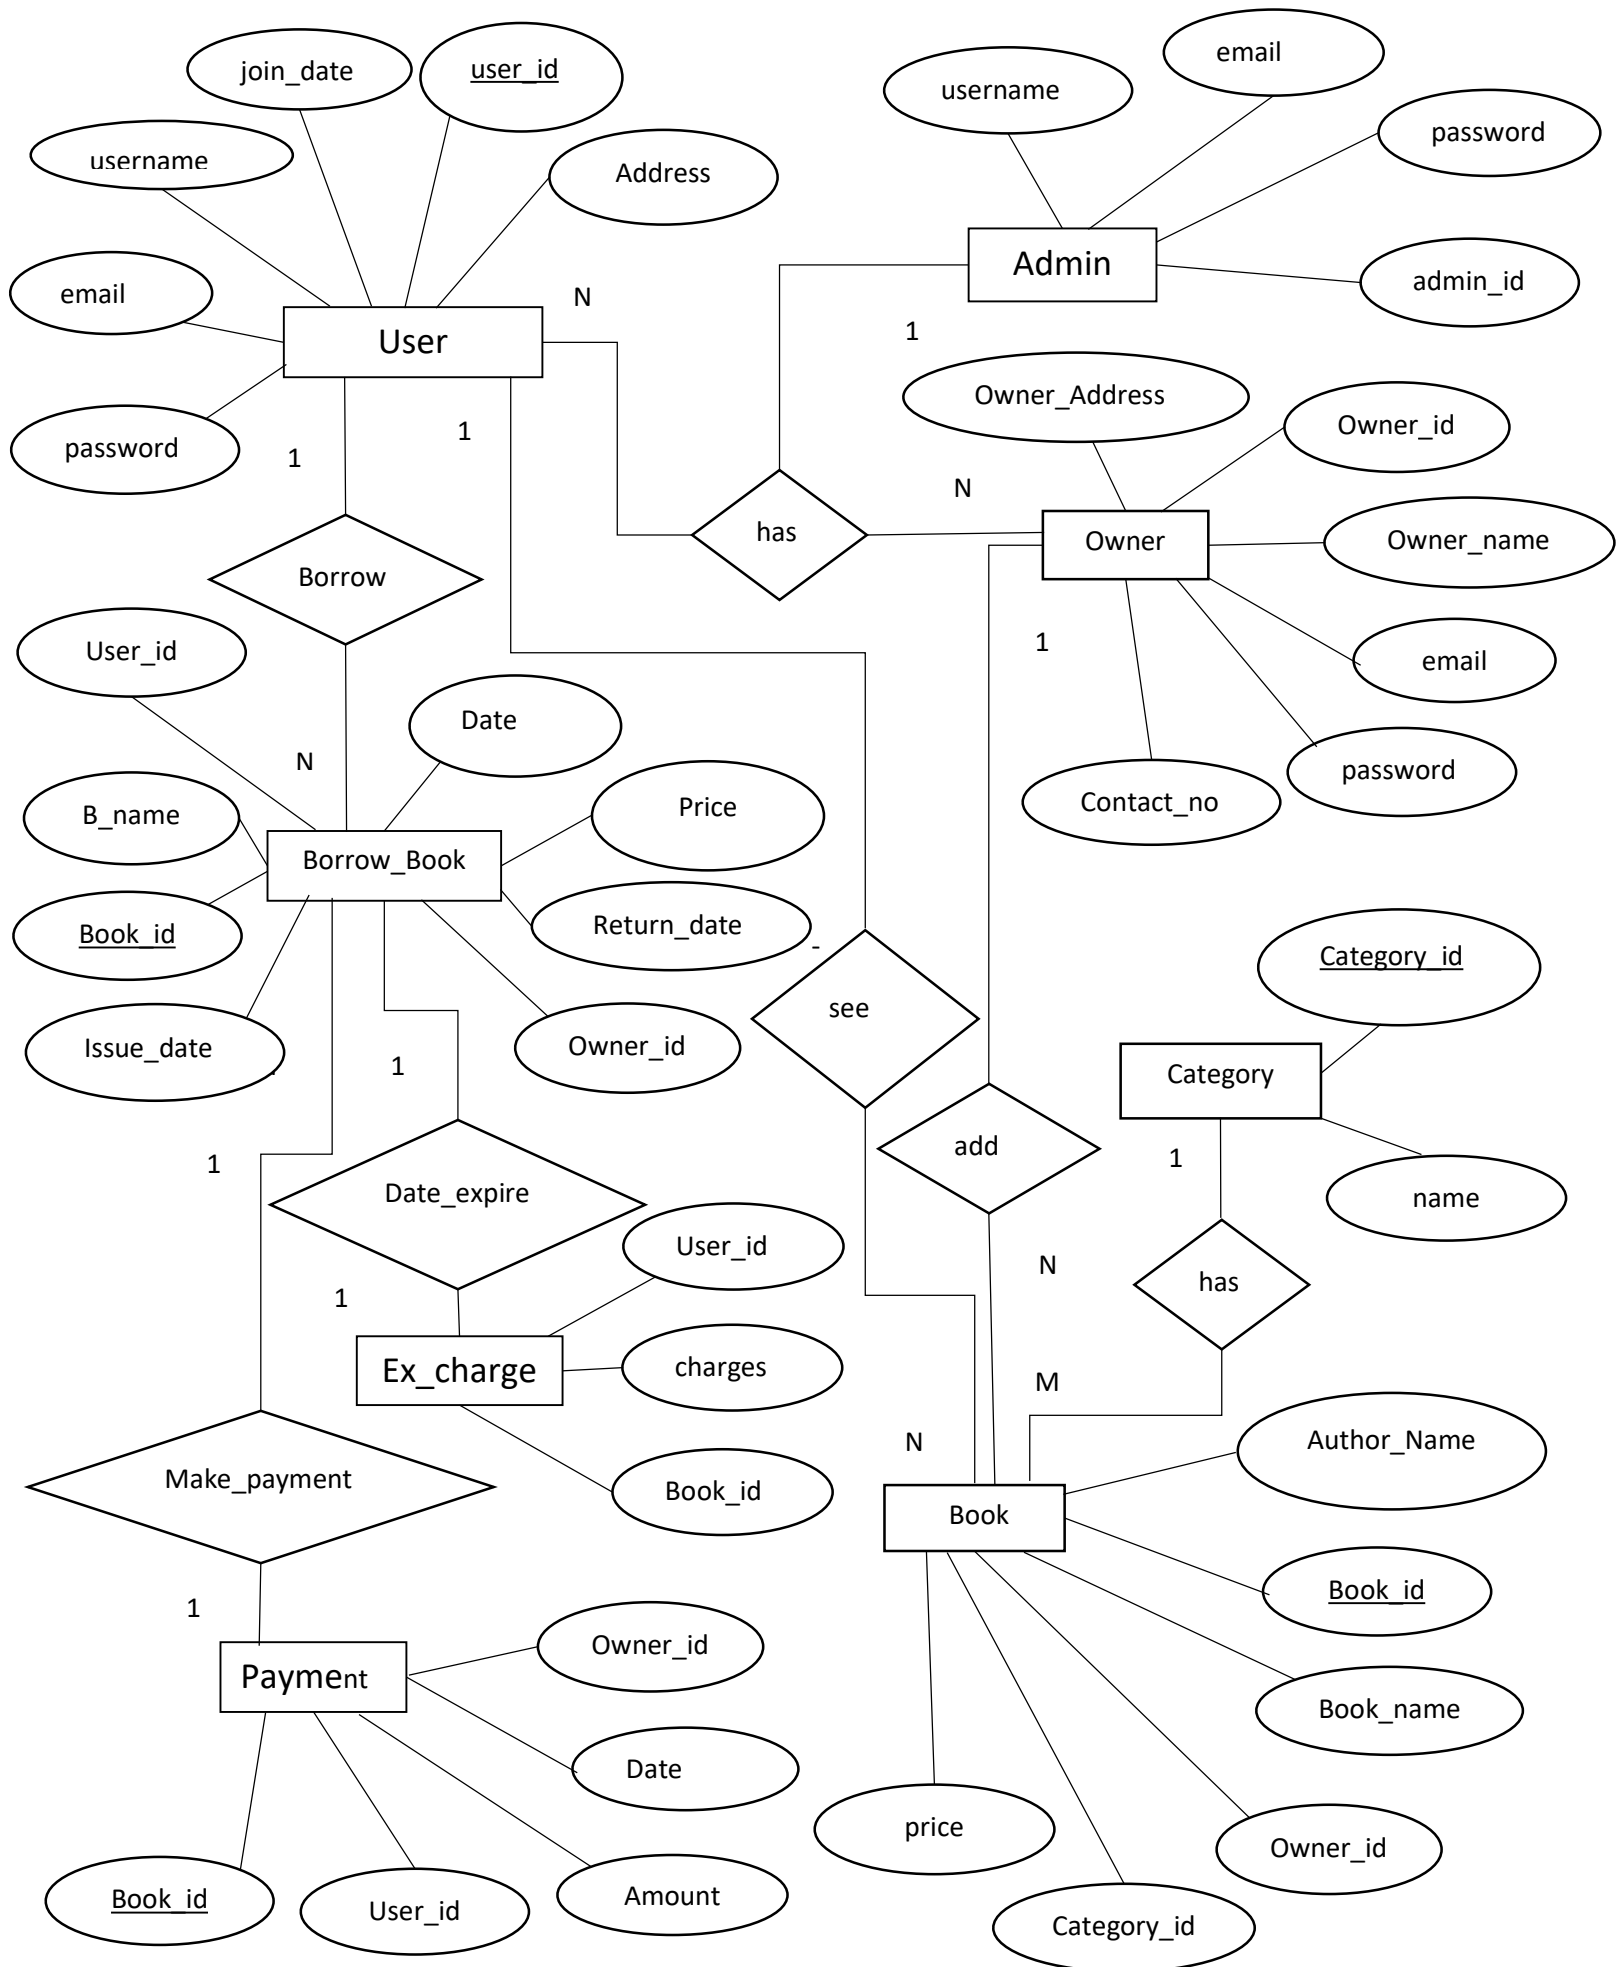 join_date
user_id
username
Address
email
password
User
N
1
1
username
email
password
Admin
admin_id
1
Owner_Address
Owner_id
Owner_name
email
password
Contact_no
Owner
N
1
has
Borrow
User_id
N
Date
B_name
Price
Borrow_Book
Book_id
Return_date
-
Issue_date
Owner_id
1
1
see
add
Category_id
Category
1
name
has
Date_expire
User_id
1
N
Ex_charge
charges
Book_id
M
N
Make_payment
Author_Name
Book
Book_id
Book_name
Owner_id
Category_id
price
1
Payment
Owner_id
Date
Amount
User_id
Book_id